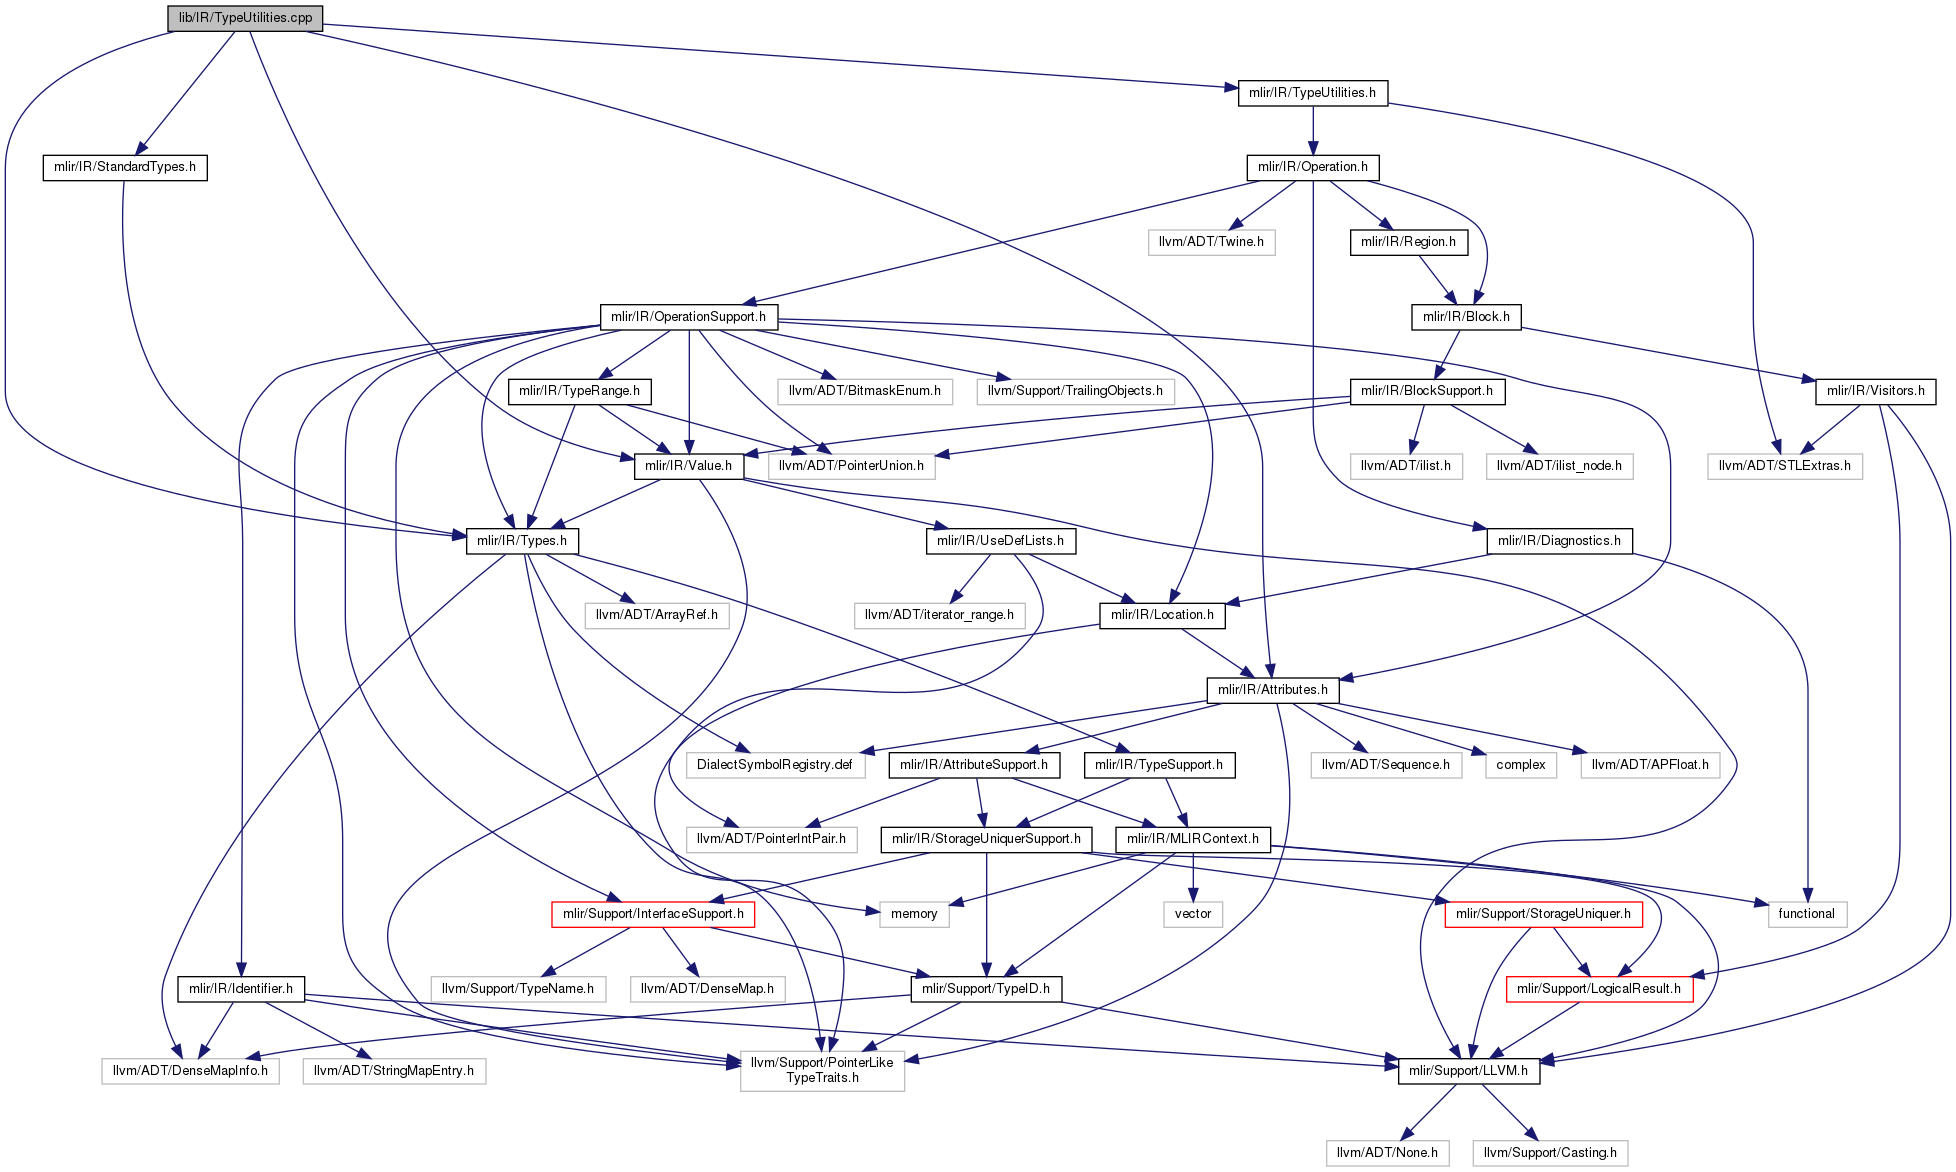 lib/IR/TypeUtilities.cpp
mlir/IR/TypeUtilities.h
mlir/IR/StandardTypes.h
mlir/IR/Operation.h
llvm/ADT/Twine.h
mlir/IR/Region.h
mlir/IR/OperationSupport.h
mlir/IR/Block.h
mlir/IR/TypeRange.h
llvm/ADT/BitmaskEnum.h
llvm/Support/TrailingObjects.h
mlir/IR/BlockSupport.h
mlir/IR/Visitors.h
mlir/IR/Value.h
llvm/ADT/PointerUnion.h
llvm/ADT/ilist.h
llvm/ADT/ilist_node.h
llvm/ADT/STLExtras.h
mlir/IR/Types.h
mlir/IR/UseDefLists.h
mlir/IR/Diagnostics.h
llvm/ADT/ArrayRef.h
llvm/ADT/iterator_range.h
mlir/IR/Location.h
mlir/IR/Attributes.h
DialectSymbolRegistry.def
mlir/IR/AttributeSupport.h
mlir/IR/TypeSupport.h
llvm/ADT/Sequence.h
complex
llvm/ADT/APFloat.h
llvm/ADT/PointerIntPair.h
mlir/IR/StorageUniquerSupport.h
mlir/IR/MLIRContext.h
mlir/Support/InterfaceSupport.h
memory
vector
mlir/Support/StorageUniquer.h
functional
mlir/IR/Identifier.h
llvm/Support/TypeName.h
llvm/ADT/DenseMap.h
mlir/Support/TypeID.h
mlir/Support/LogicalResult.h
llvm/ADT/DenseMapInfo.h
llvm/ADT/StringMapEntry.h
llvm/Support/PointerLike
TypeTraits.h
mlir/Support/LLVM.h
llvm/ADT/None.h
llvm/Support/Casting.h